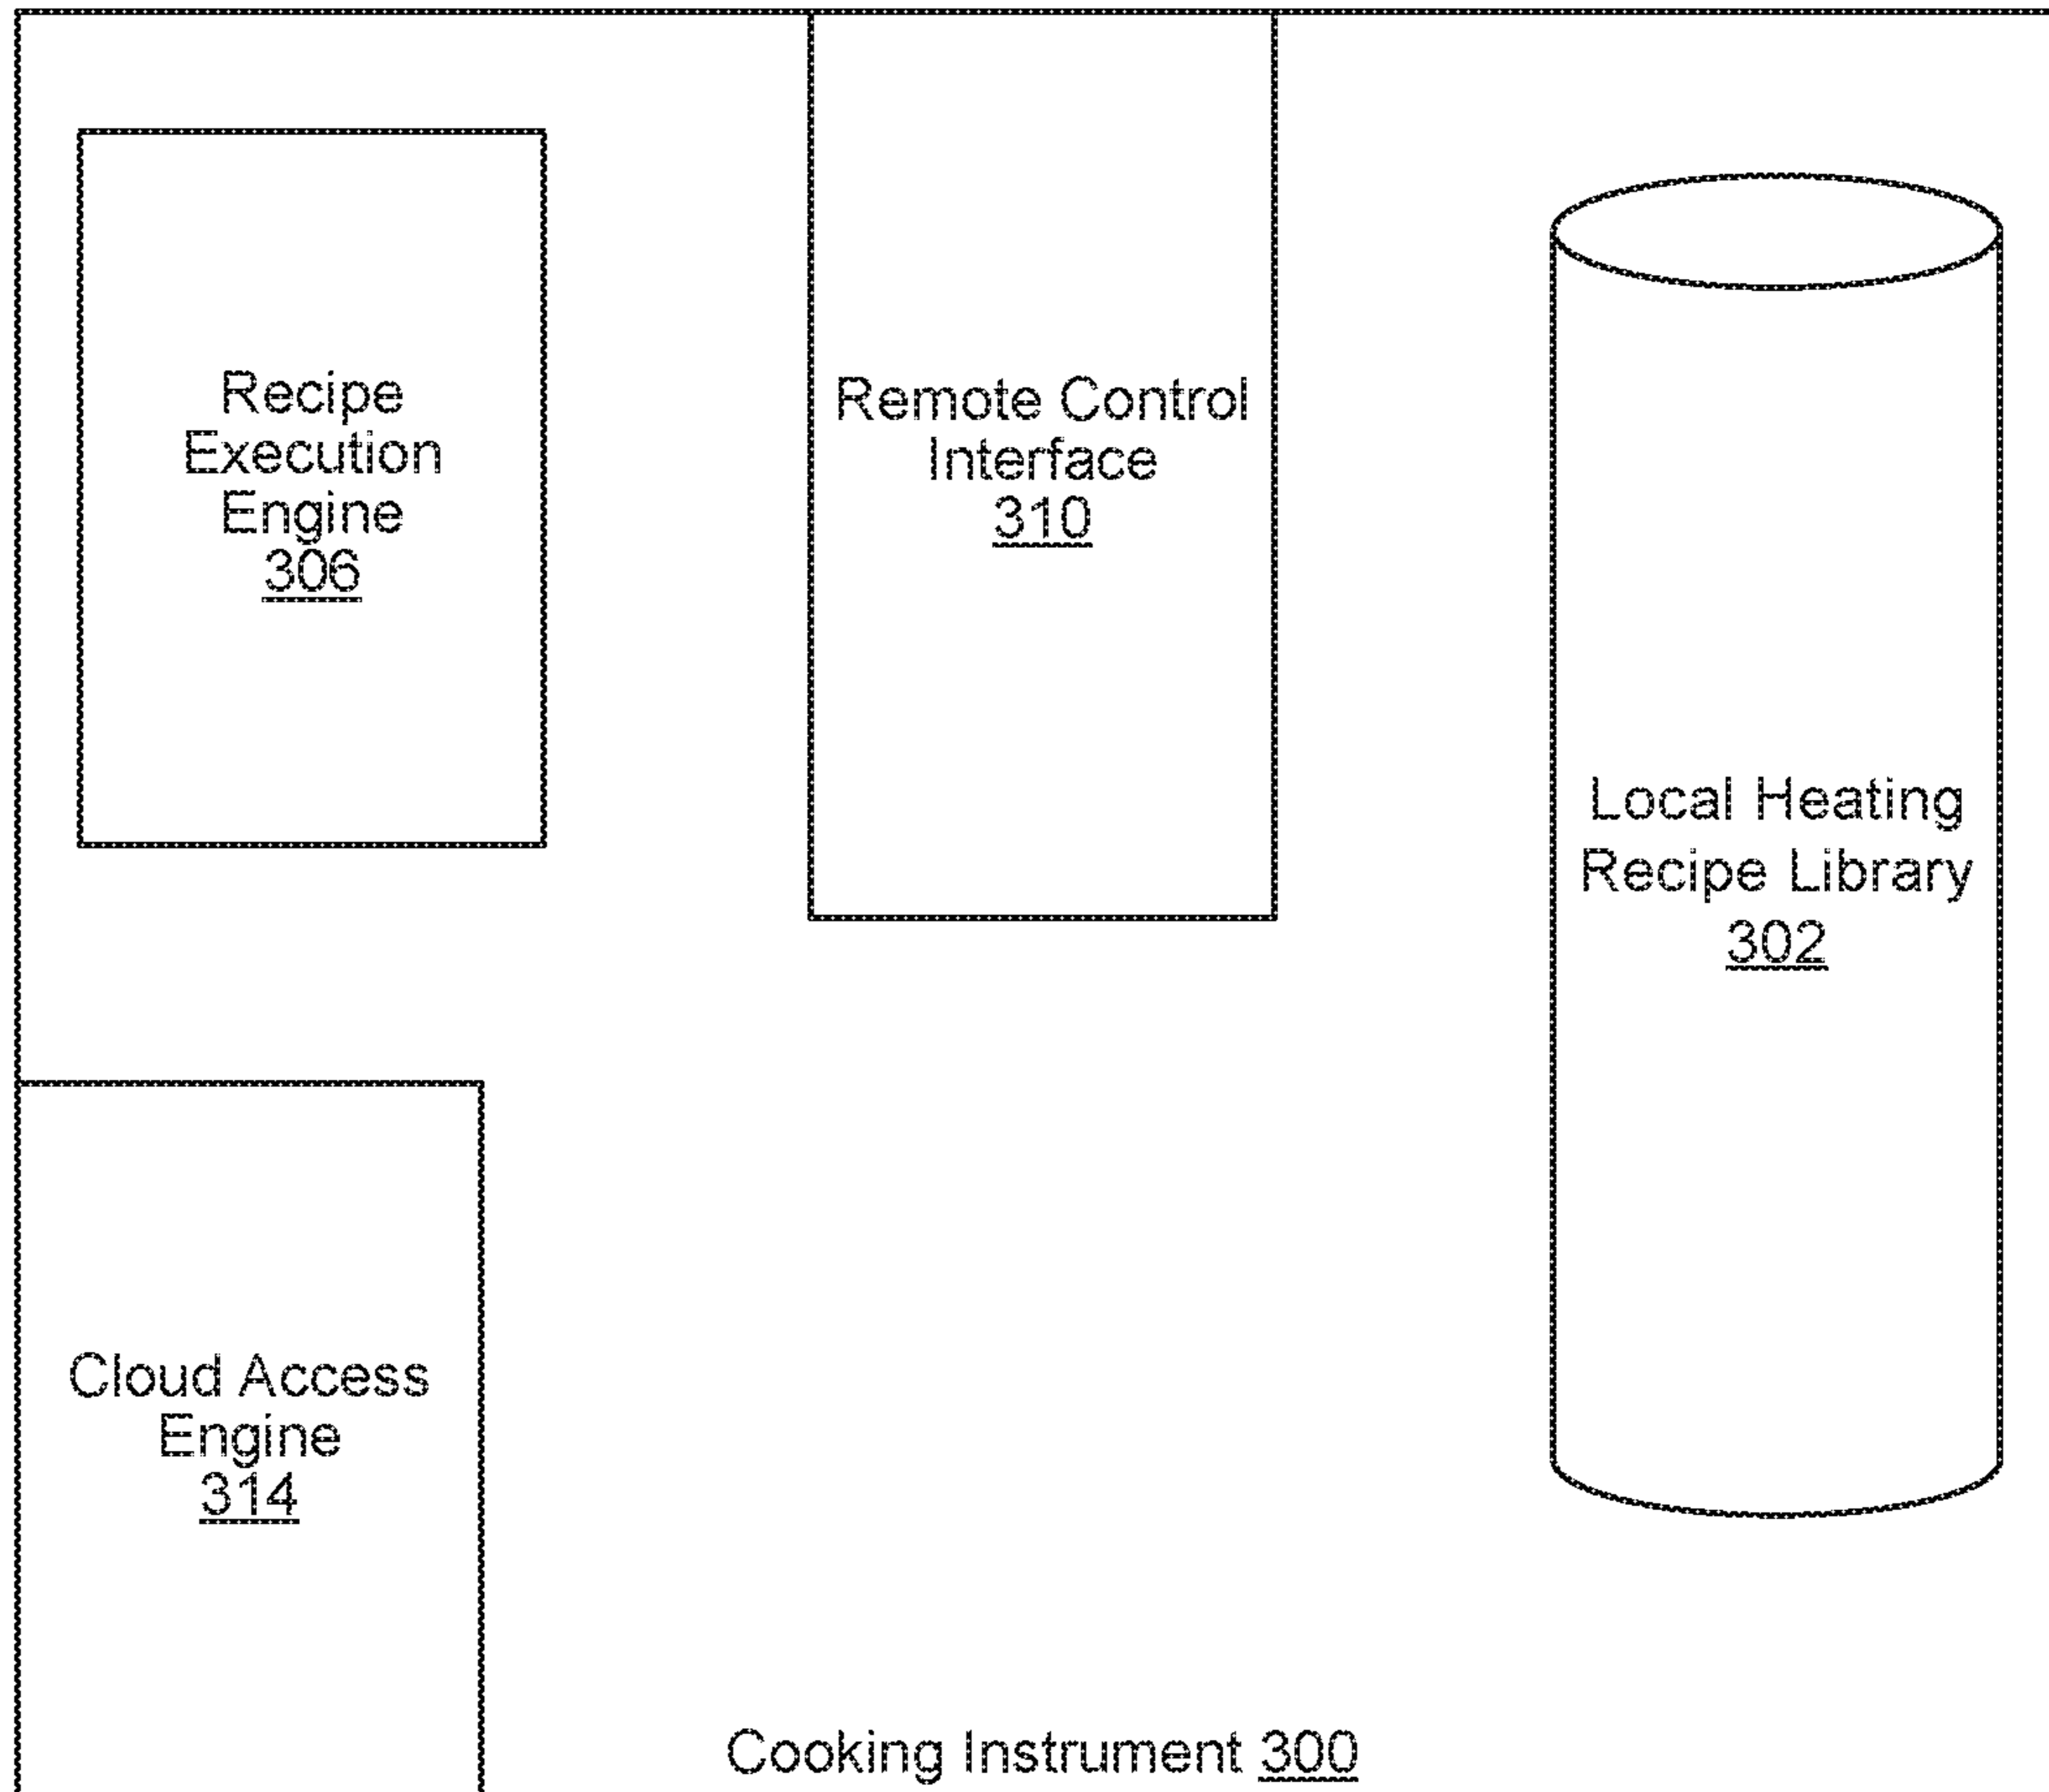 Recipe
Execution
Engine
306
Remote Control
Interface
310
Local Heating
Recipe Library
302
Cloud Access
Engine
314
Cooking Instrument 300